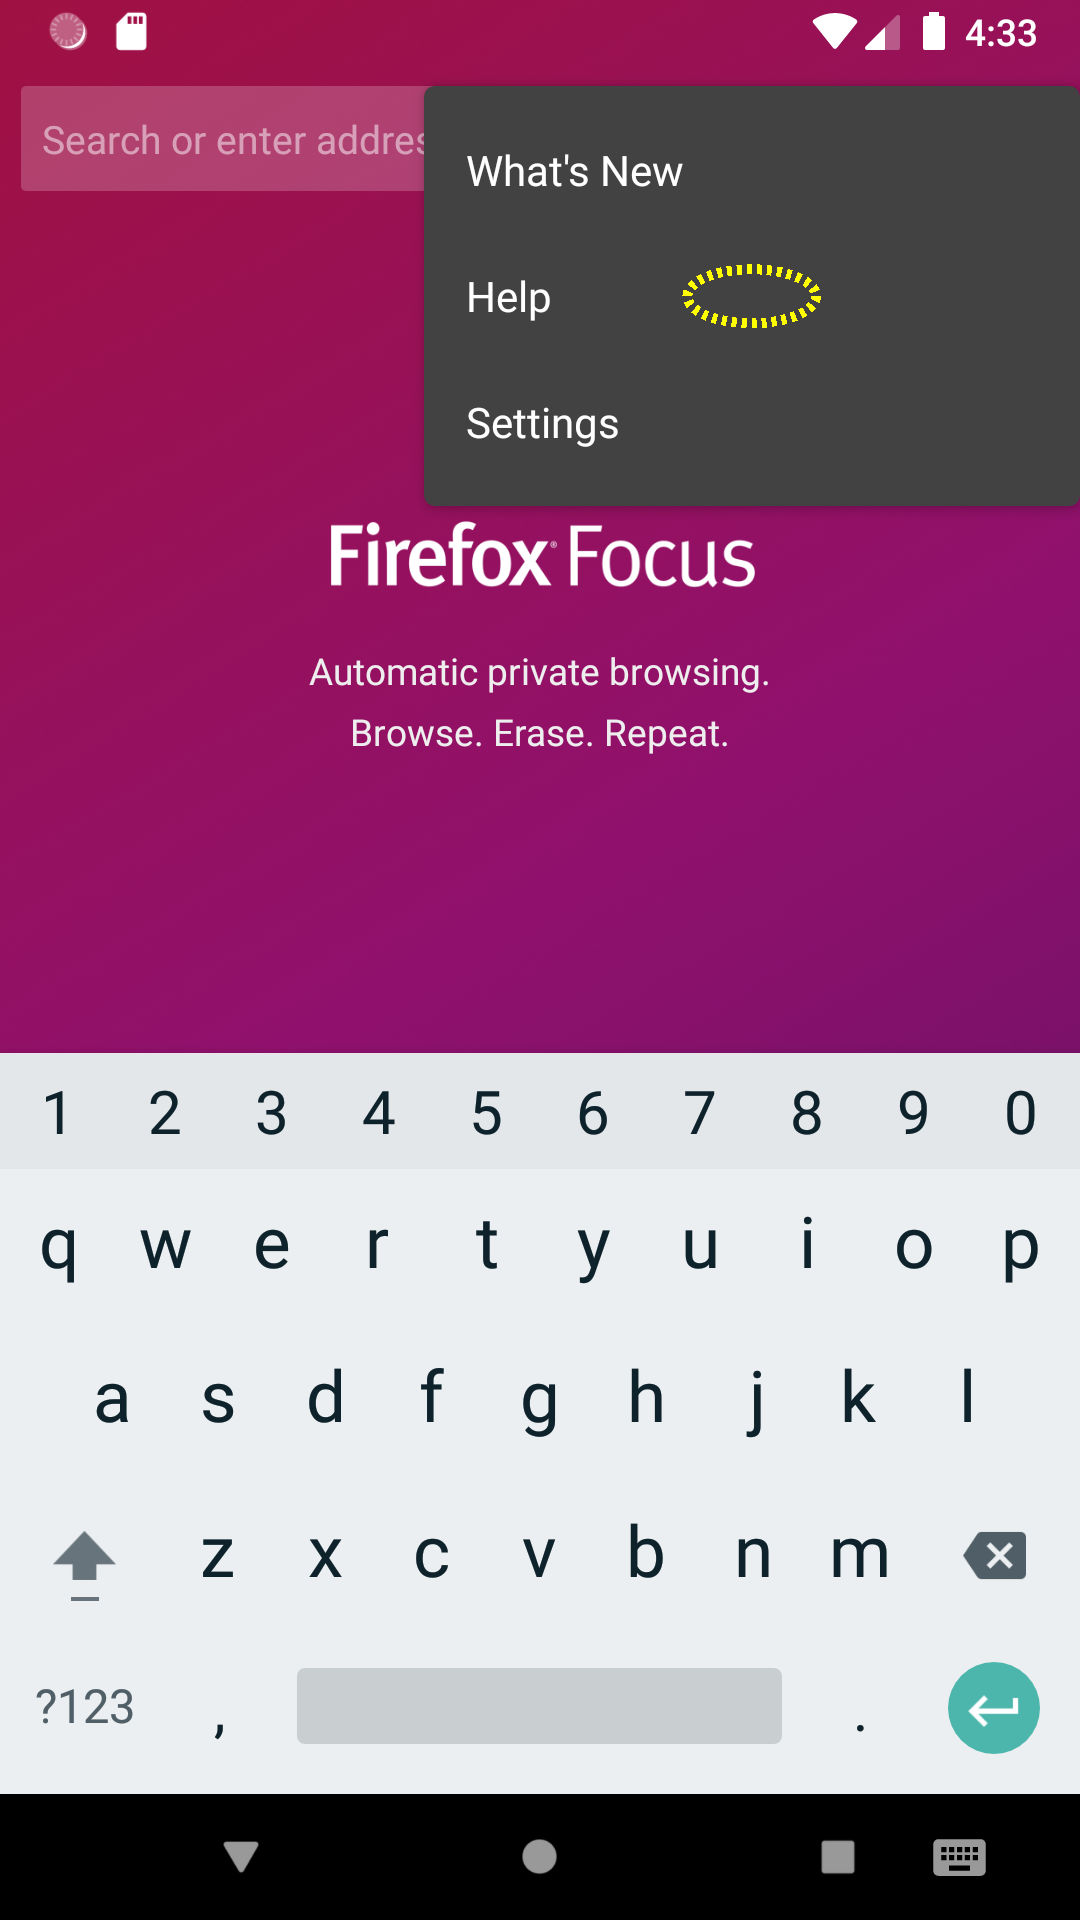 4:33
Search or enter addres
What's New
Help
Settings
Firefox® Focus
Automatic private browsing.
Browse. Erase. Repeat.
1 2 3 4 5 6 7 8 9 0
q w e r t y u i o p
a s d f g h j k l
z x c v b n m
?123 , .